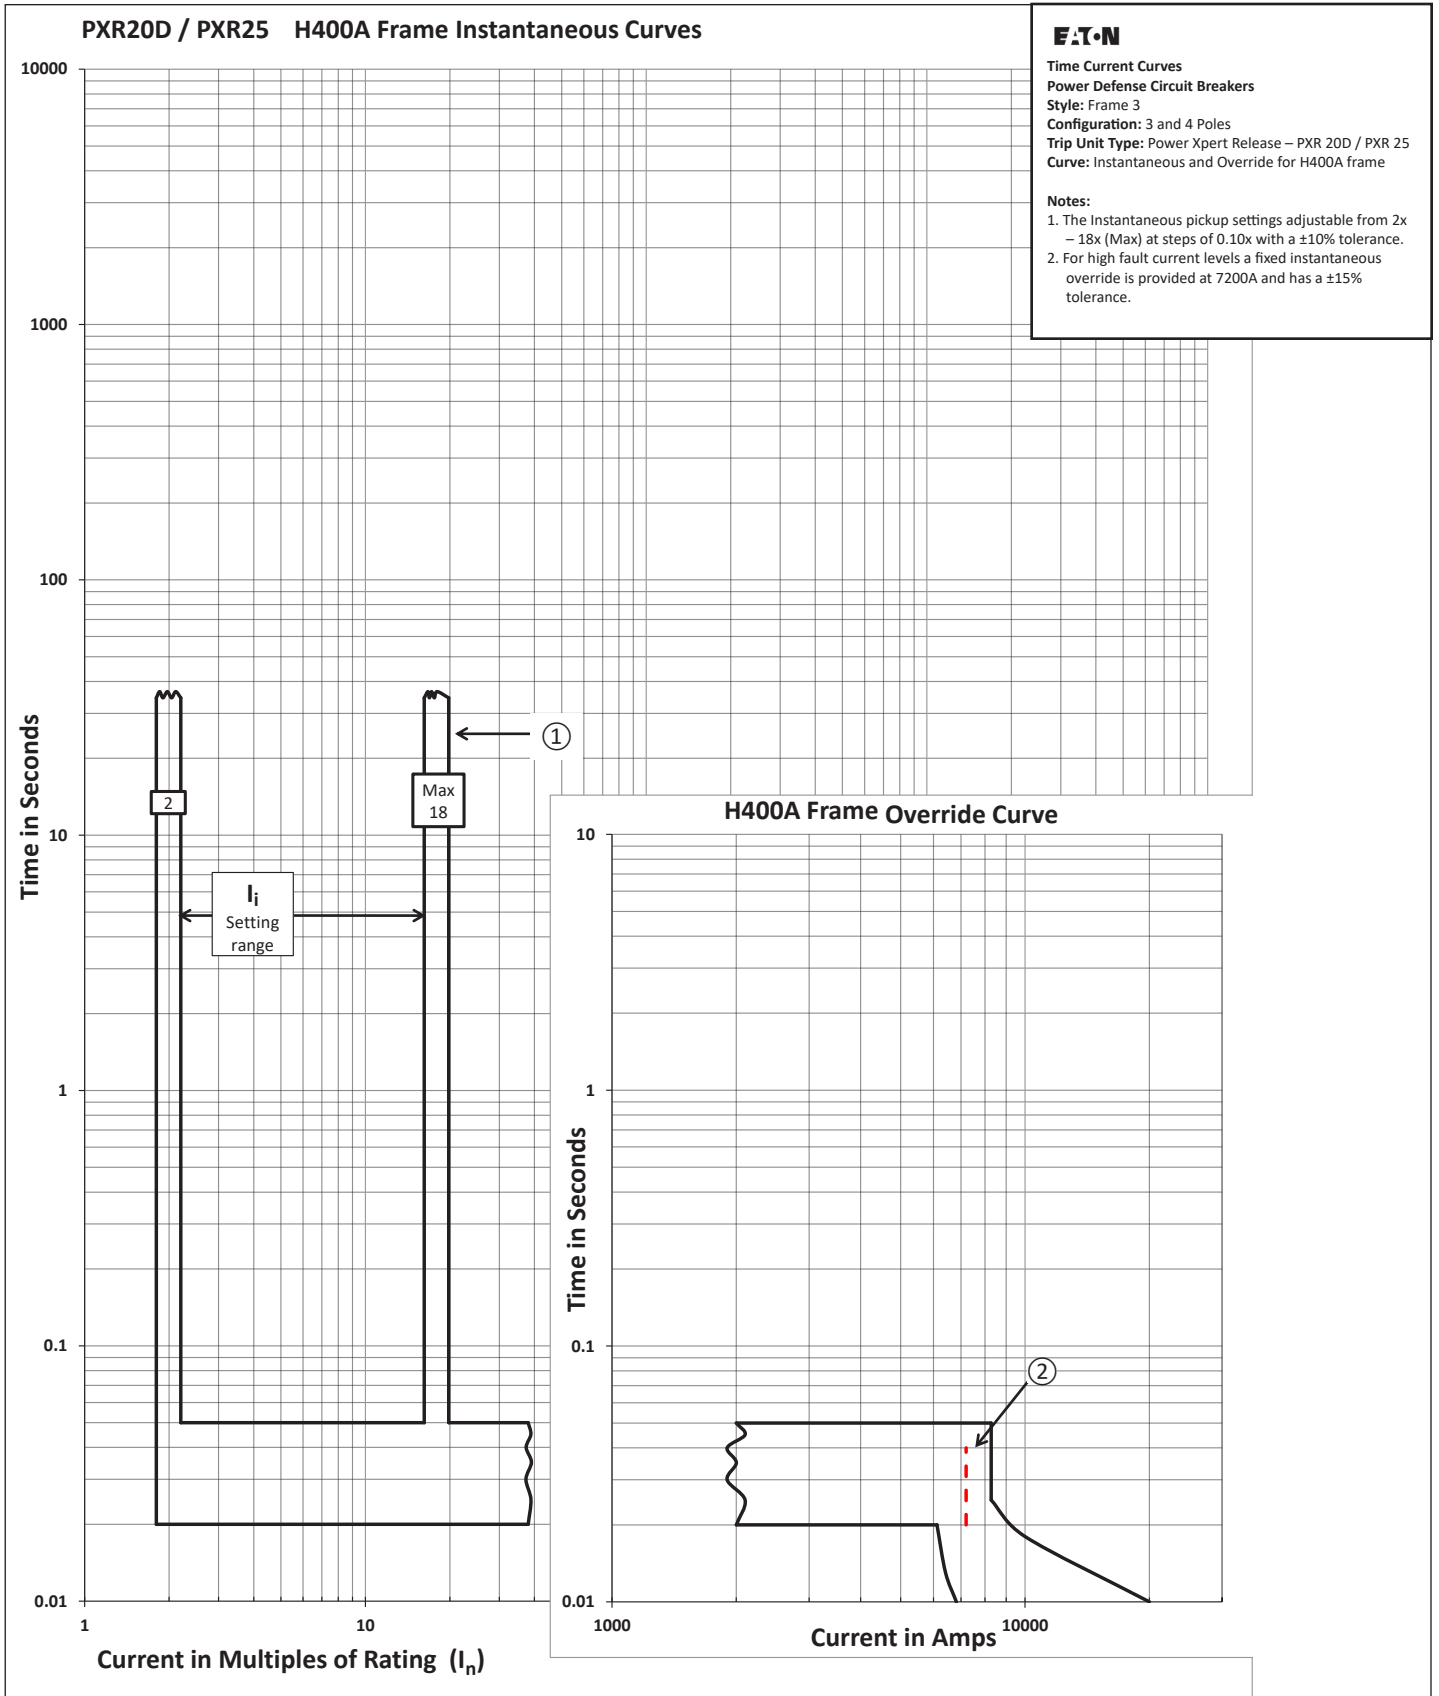 PXR20D / PXR25 H400A Frame Instantaneous Curves
EATON
Time Current Curves
Power Defense Circuit Breakers
Style: Frame 3
Configuration: 3 and 4 Poles
Trip Unit Type: Power Xpert Release – PXR 20D / PXR 25
Curve: Instantaneous and Override for H400A frame
Notes:
1. The Instantaneous pickup settings adjustable from 2x
– 18x (Max) at steps of 0.10x with a ±10% tolerance.
2. For high fault current levels a fixed instantaneous
override is provided at 7200A and has a ±15%
tolerance.
10000
1000
100
10
1
0.1
0.01
Time in Seconds
1
10
Current in Multiples of Rating (In)
2
Max
18
①
Ii
Setting
range
H400A Frame Override Curve
10
1
0.1
0.01
Time in Seconds
②
1000
10000
Current in Amps